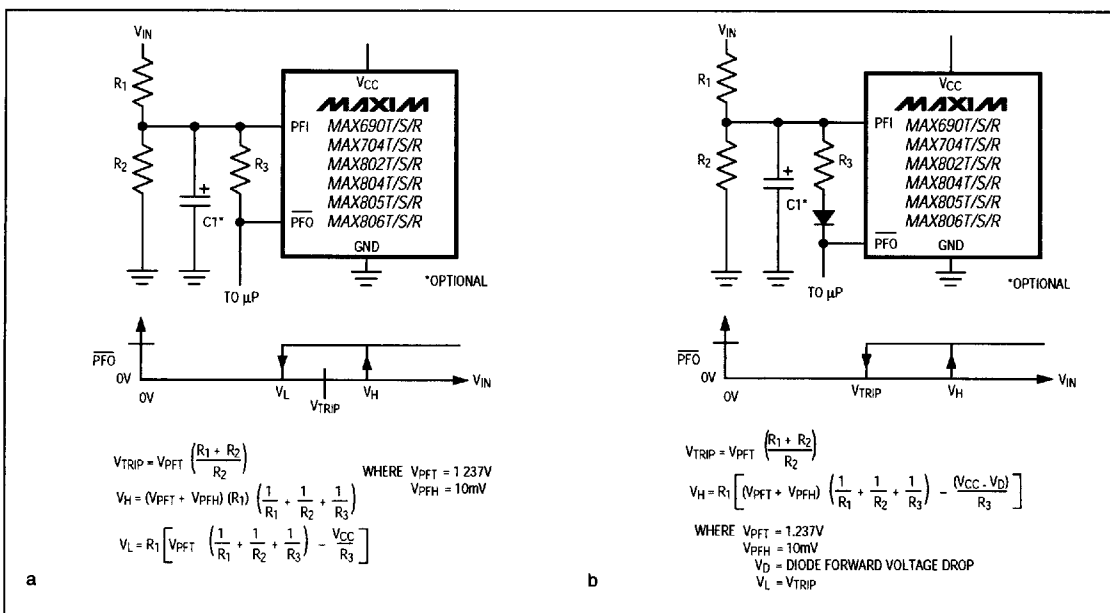 VIN
R1
VCC
MAXIM
PFI
MAX690T/S/R
MAX704T/S/R
R2
R3
MAX802T/S/R
MAX804T/S/R
+
MAX805T/S/R
C1*
PFO
MAX806T/S/R
GND
TO µP
*OPTIONAL
PFO
0V
0V
VL
VTRIP
VH
VIN
VTRIP = VPFT (R1 + R2 / R2)
WHERE VPFT = 1 237V
VPFH = 10mV
VH = (VPFT + VPFH) (R1) (1/R1 + 1/R2 + 1/R3)
VL = R1 [VPFT (1/R1 + 1/R2 + 1/R3) - VCC/R3]
a
VIN
R1
VCC
MAXIM
PFI
MAX690T/S/R
MAX704T/S/R
R2
R3
MAX802T/S/R
MAX804T/S/R
+
MAX805T/S/R
C1*
MAX806T/S/R
PFO
GND
TO µP
*OPTIONAL
PFO
0V
0V
VTRIP
VH
VIN
VTRIP = VPFT (R1 + R2 / R2)
VH = R1 [(VPFT + VPFH) (1/R1 + 1/R2 + 1/R3) - (VCC - VD)/R3]
WHERE VPFT = 1.237V
VPFH = 10mV
VD = DIODE FORWARD VOLTAGE DROP
VL = VTRIP
b